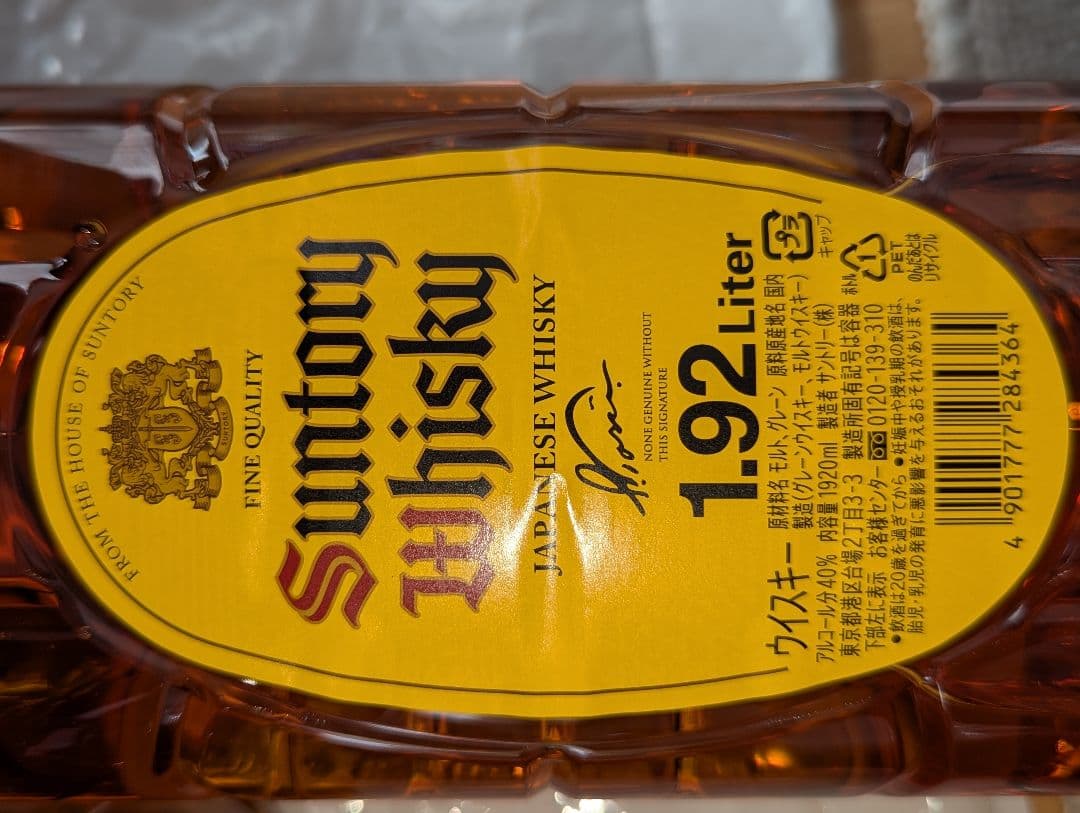 FROM THE HOUSE OF SUNTORY
FINE QUALITY
Suntory
Whisky
JAPANESE WHISKY
NONE GENUINE WITHOUT
THIS SIGNATURE
1.92 Liter
ウイスキー 原材料名 モルト、グレーン 原料原産地名 国内
製造(グレーンウイスキー、モルトウイスキー)
アルコール分40% 内容量1920ml 製造者 サントリー(株)
東京都港区台場2丁目3-3 製造所固有記号は容器
下部左に表示 お客様センター 0120-139-310
●飲酒は20歳を過ぎてから ●妊娠中や授乳期の飲酒は、
胎児・乳児の発育に悪影響を与えるおそれがあります。
プラ
キャップ
ボトル
1
PET
のんだあとは
リサイクル
4 901777 284364